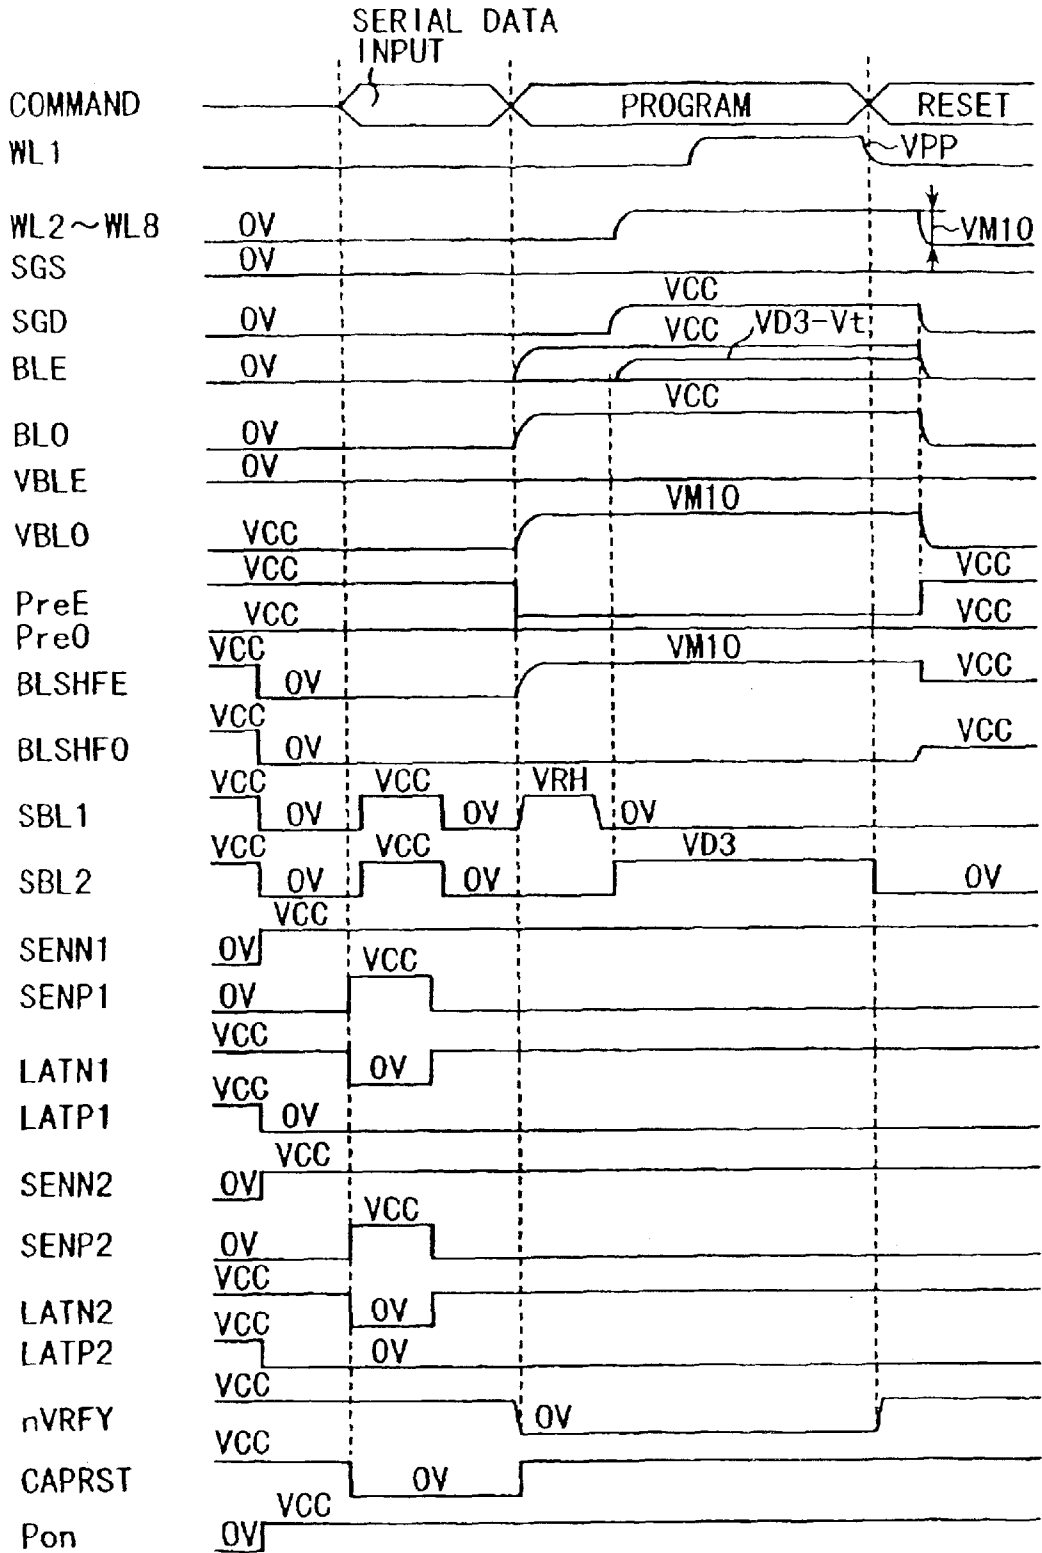 SERIAL DATA
INPUT
COMMAND PROGRAM RESET
WL1 VPP
WL2～WL8 0V VM10
SGS 0V
VCC
SGD 0V
VCC VD3-Vt
BLE 0V
VCC
BLO 0V
VBLE 0V
VM10
VBLO VCC
VCC VCC
PreE
VCC VCC
PreO
VCC VM10
BLSHFE 0V VCC
VCC
BLSHFO 0V VCC
VCC VCC VRH
SBL1 0V 0V 0V
VCC VCC VD3
SBL2 0V 0V 0V
VCC
SENN1 0V
VCC
SENP1 0V
VCC
LATN1 0V
VCC
LATP1 0V
VCC
SENN2 0V
VCC
SENP2 0V
VCC
LATN2 0V
VCC
LATP2 0V
VCC
nVRFY 0V
VCC
CAPRST 0V
VCC
Pon 0V